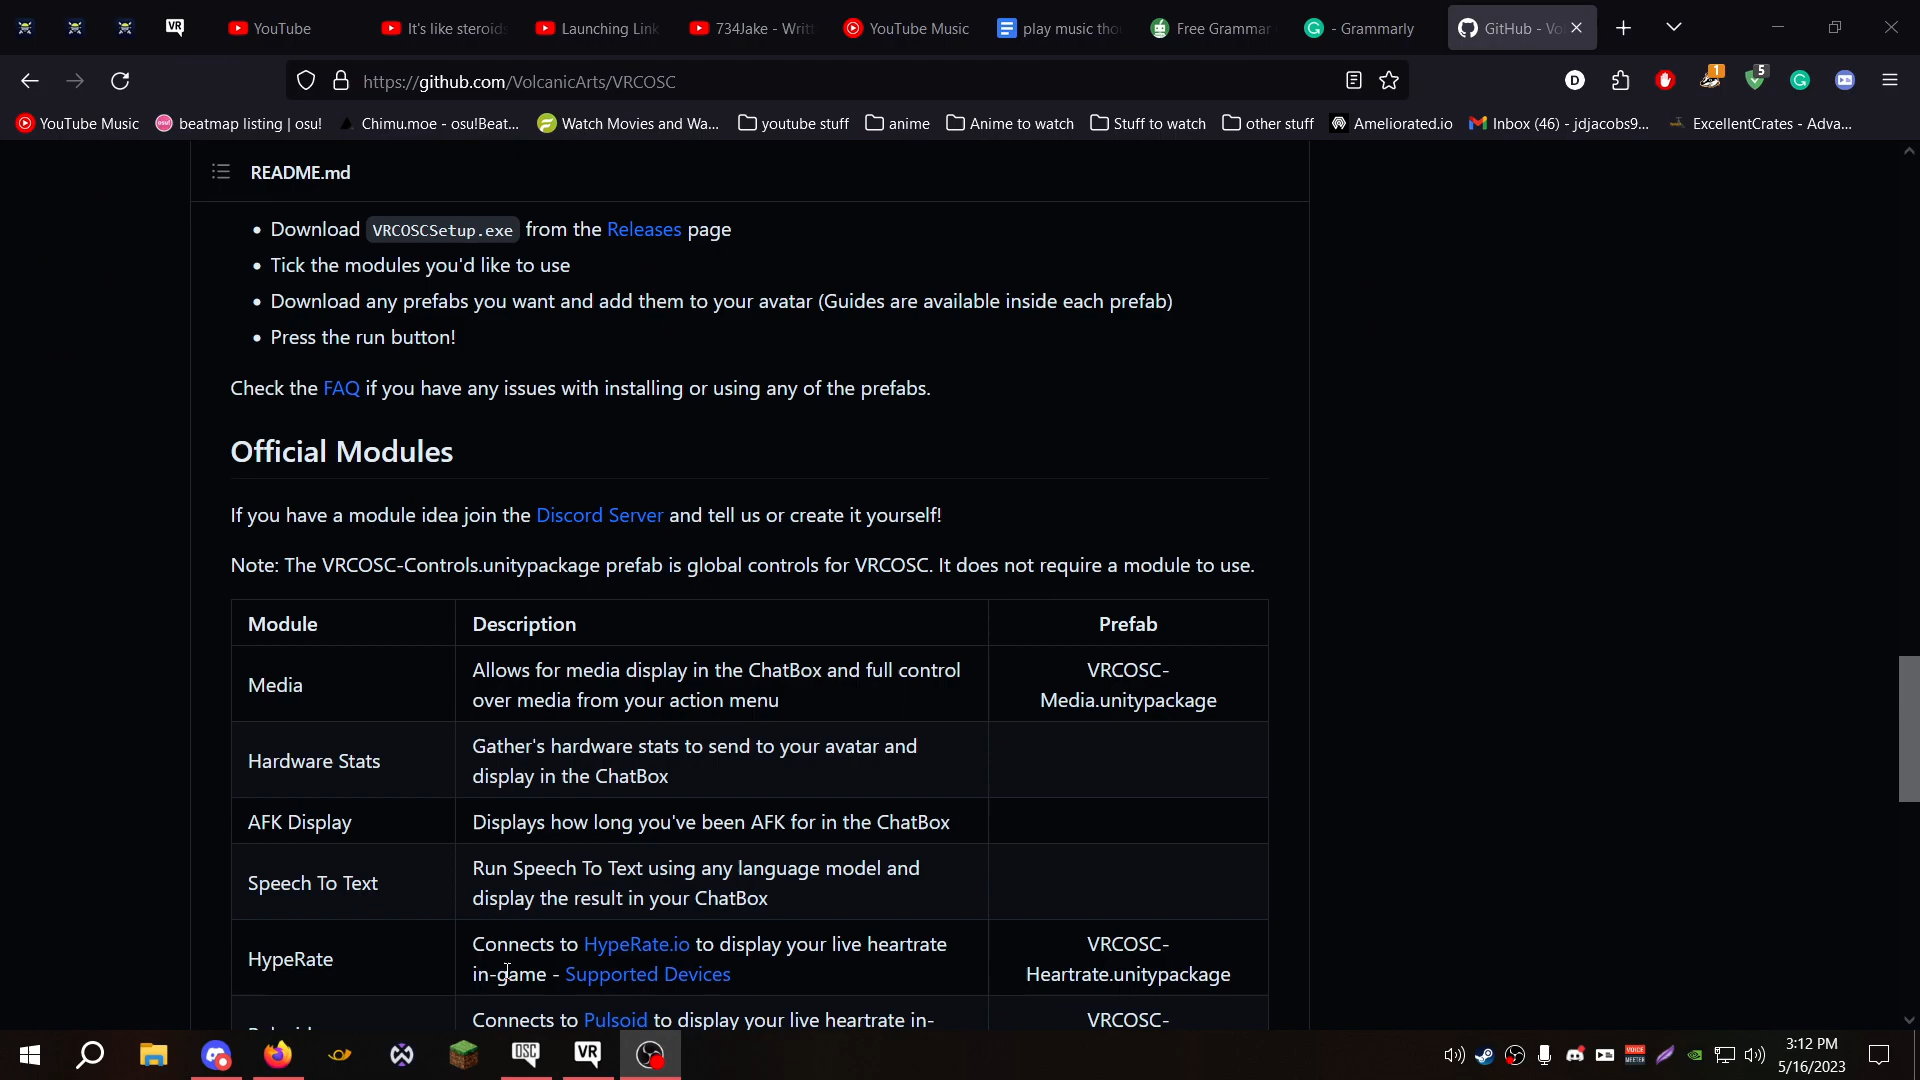 YouTube
It's like steroids
Launching Link
734Jake - Writt
YouTube Music
play music tho
Free Grammar
- Grammarly
GitHub - Vo
https://github.com/VolcanicArts/VRCOSC
1
5
YouTube Music
beatmap listing | osu!
Chimu.moe - osu!Beat...
Watch Movies and Wa...
youtube stuff
anime
Anime to watch
Stuff to watch
other stuff
Ameliorated.io
Inbox (46) - jdjacobs9...
ExcellentCrates - Adva...
README.md
• Download VRCOSCSetup.exe from the Releases page
• Tick the modules you'd like to use
• Download any prefabs you want and add them to your avatar (Guides are available inside each prefab)
• Press the run button!
Check the FAQ if you have any issues with installing or using any of the prefabs.
Official Modules
If you have a module idea join the Discord Server and tell us or create it yourself!
Note: The VRCOSC-Controls.unitypackage prefab is global controls for VRCOSC. It does not require a module to use.
Module Description Prefab
Media
Allows for media display in the ChatBox and full control
over media from your action menu
VRCOSC-
Media.unitypackage
Hardware Stats
Gather's hardware stats to send to your avatar and
display in the ChatBox
AFK Display
Displays how long you've been AFK for in the ChatBox
Speech To Text
Run Speech To Text using any language model and
display the result in your ChatBox
HypeRate
Connects to HypeRate.io to display your live heartrate
in-game - Supported Devices
VRCOSC-
Heartrate.unitypackage
Connects to Pulsoid to display your live heartrate in-
VRCOSC-
OSC
VR
3:12 PM
5/16/2023